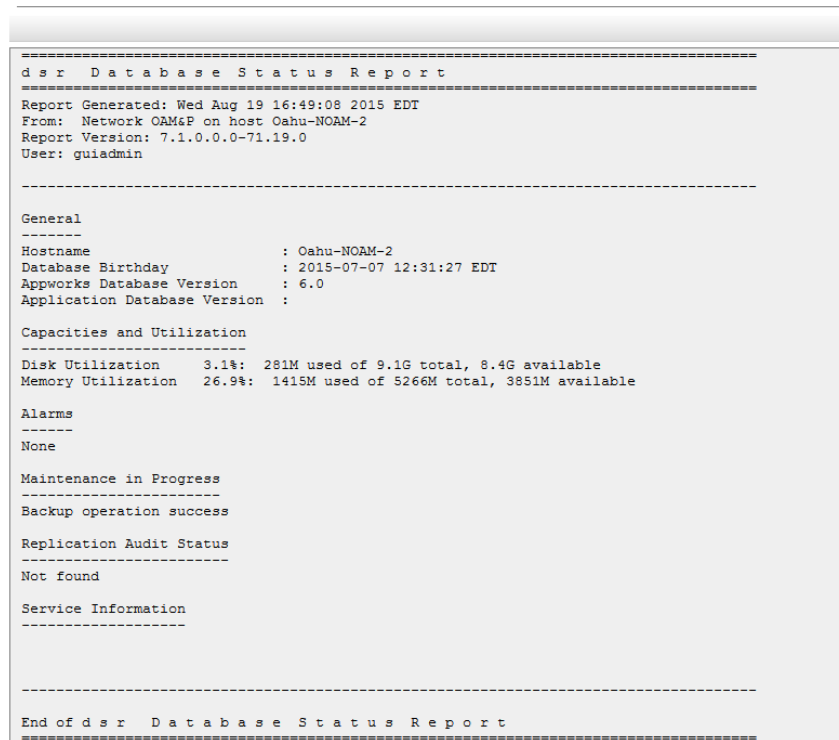 ================================================================================
d s r   D a t a b a s e  S t a t u s  R e p o r t
================================================================================
Report Generated: Wed Aug 19 16:49:08 2015 EDT
From:  Network OAM&P on host Oahu-NOAM-2
Report Version: 7.1.0.0.0-71.19.0
User: guiadmin
--------------------------------------------------------------------------------
General
-------
Hostname                      : Oahu-NOAM-2
Database Birthday             : 2015-07-07 12:31:27 EDT
Appworks Database Version     : 6.0
Application Database Version  :
Capacities and Utilization
--------------------------
Disk Utilization     3.1%:  281M used of 9.1G total, 8.4G available
Memory Utilization   26.9%:  1415M used of 5266M total, 3851M available
Alarms
------
None
Maintenance in Progress
-----------------------
Backup operation success
Replication Audit Status
------------------------
Not found
Service Information
-------------------
--------------------------------------------------------------------------------
End of d s r   D a t a b a s e  S t a t u s  R e p o r t
================================================================================